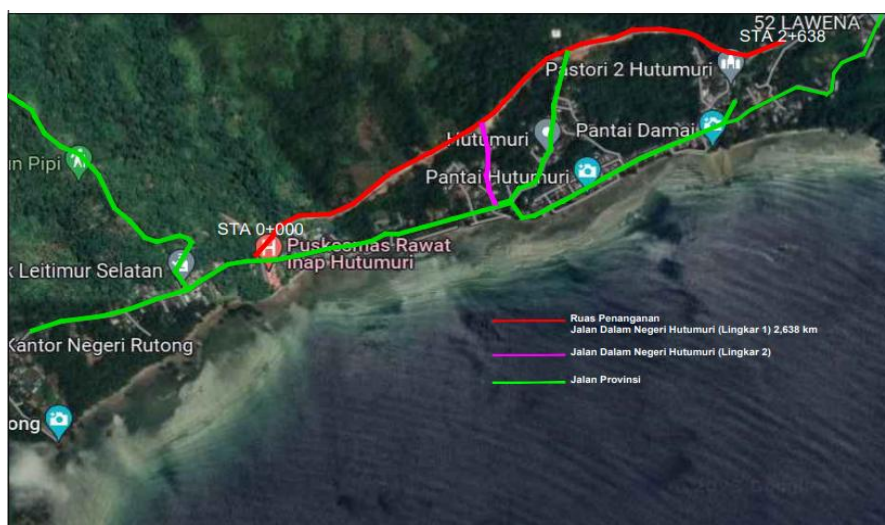 52 LAWENA
STA 2+638
Pastori 2 Hutumuri
Pantai Damai
Hutumuri
Pantai Hutumuri
Pipi
STA 0+000
Puskesmas Rawat
Inap Hutumuri
k Leitimur Selatan
Kantor Negeri Rutong
ong
Ruas Penanganan
Jalan Dalam Negeri Hutumuri (Lingkar 1) 2,638 km
Jalan Dalam Negeri Hutumuri (Lingkar 2)
Jalan Provinsi